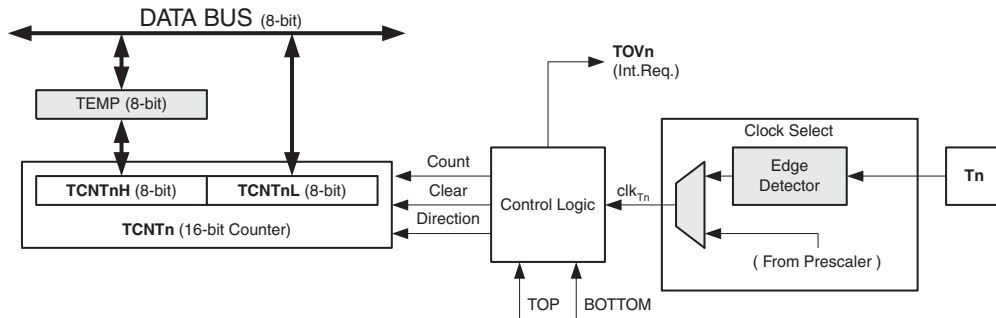 DATA BUS (8-bit)
TOVn
(Int.Req.)
TEMP (8-bit)
Clock Select
Count
TCNTnH (8-bit) TCNTnL (8-bit)
Edge
Detector
Tn
Clear
Control Logic
clkTn
Direction
TCNTn (16-bit Counter)
( From Prescaler )
TOP
BOTTOM